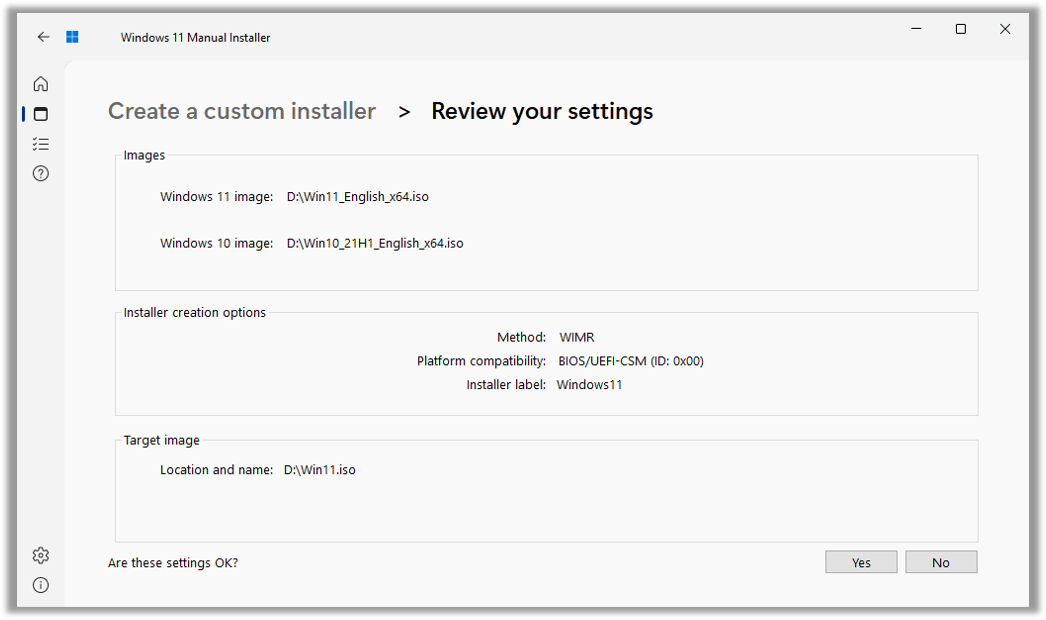 Windows 11 Manual Installer
Create a custom installer > Review your settings
Images
Windows 11 image: D:\Win11_English_x64.iso
Windows 10 image: D:\Win10_21H1_English_x64.iso
Installer creation options
Method: WIMR
Platform compatibility: BIOS/UEFI-CSM (ID: 0x00)
Installer label: Windows11
Target image
Location and name: D:\Win11.iso
Are these settings OK? Yes No